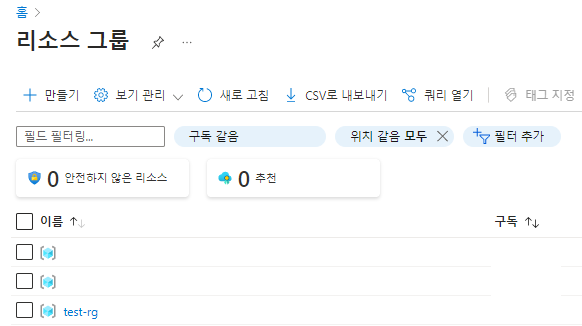 홈 >
리소스 그룹 ...
+ 만들기 보기 관리 새로 고침 CSV로 내보내기 쿼리 열기 태그 지정
필드 필터링... 구독 같음 위치 같음 모두 필터 추가
0 안전하지 않은 리소스 0 추천
이름 ↑↓ 구독 ↑↓
test-rg